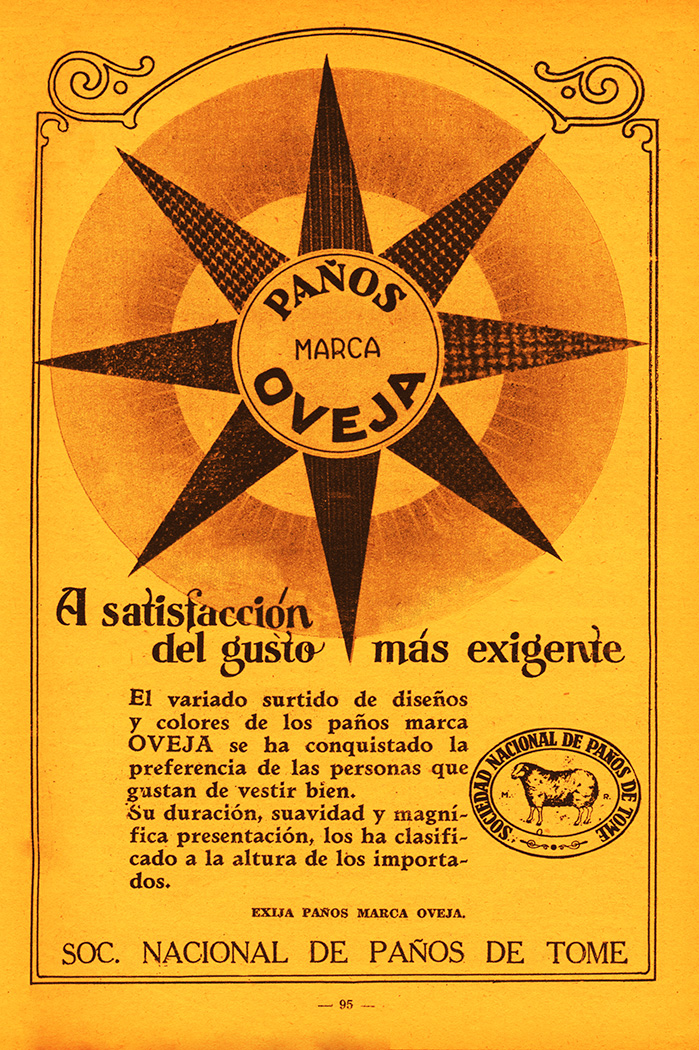 PAÑOS
MARCA
OVEJA
A satisfacción
del gusto más exigente
El variado surtido de diseños
y colores de los paños marca
OVEJA se ha conquistado la
preferencia de las personas que
gustan de vestir bien.
Su duración, suavidad y magní-
fica presentación, los ha clasifi-
cado a la altura de los importa-
dos.
SOCIEDAD NACIONAL DE PAÑOS DE TOME
M. R.
EXIJA PAÑOS MARCA OVEJA.
SOC. NACIONAL DE PAÑOS DE TOME
— 95 —